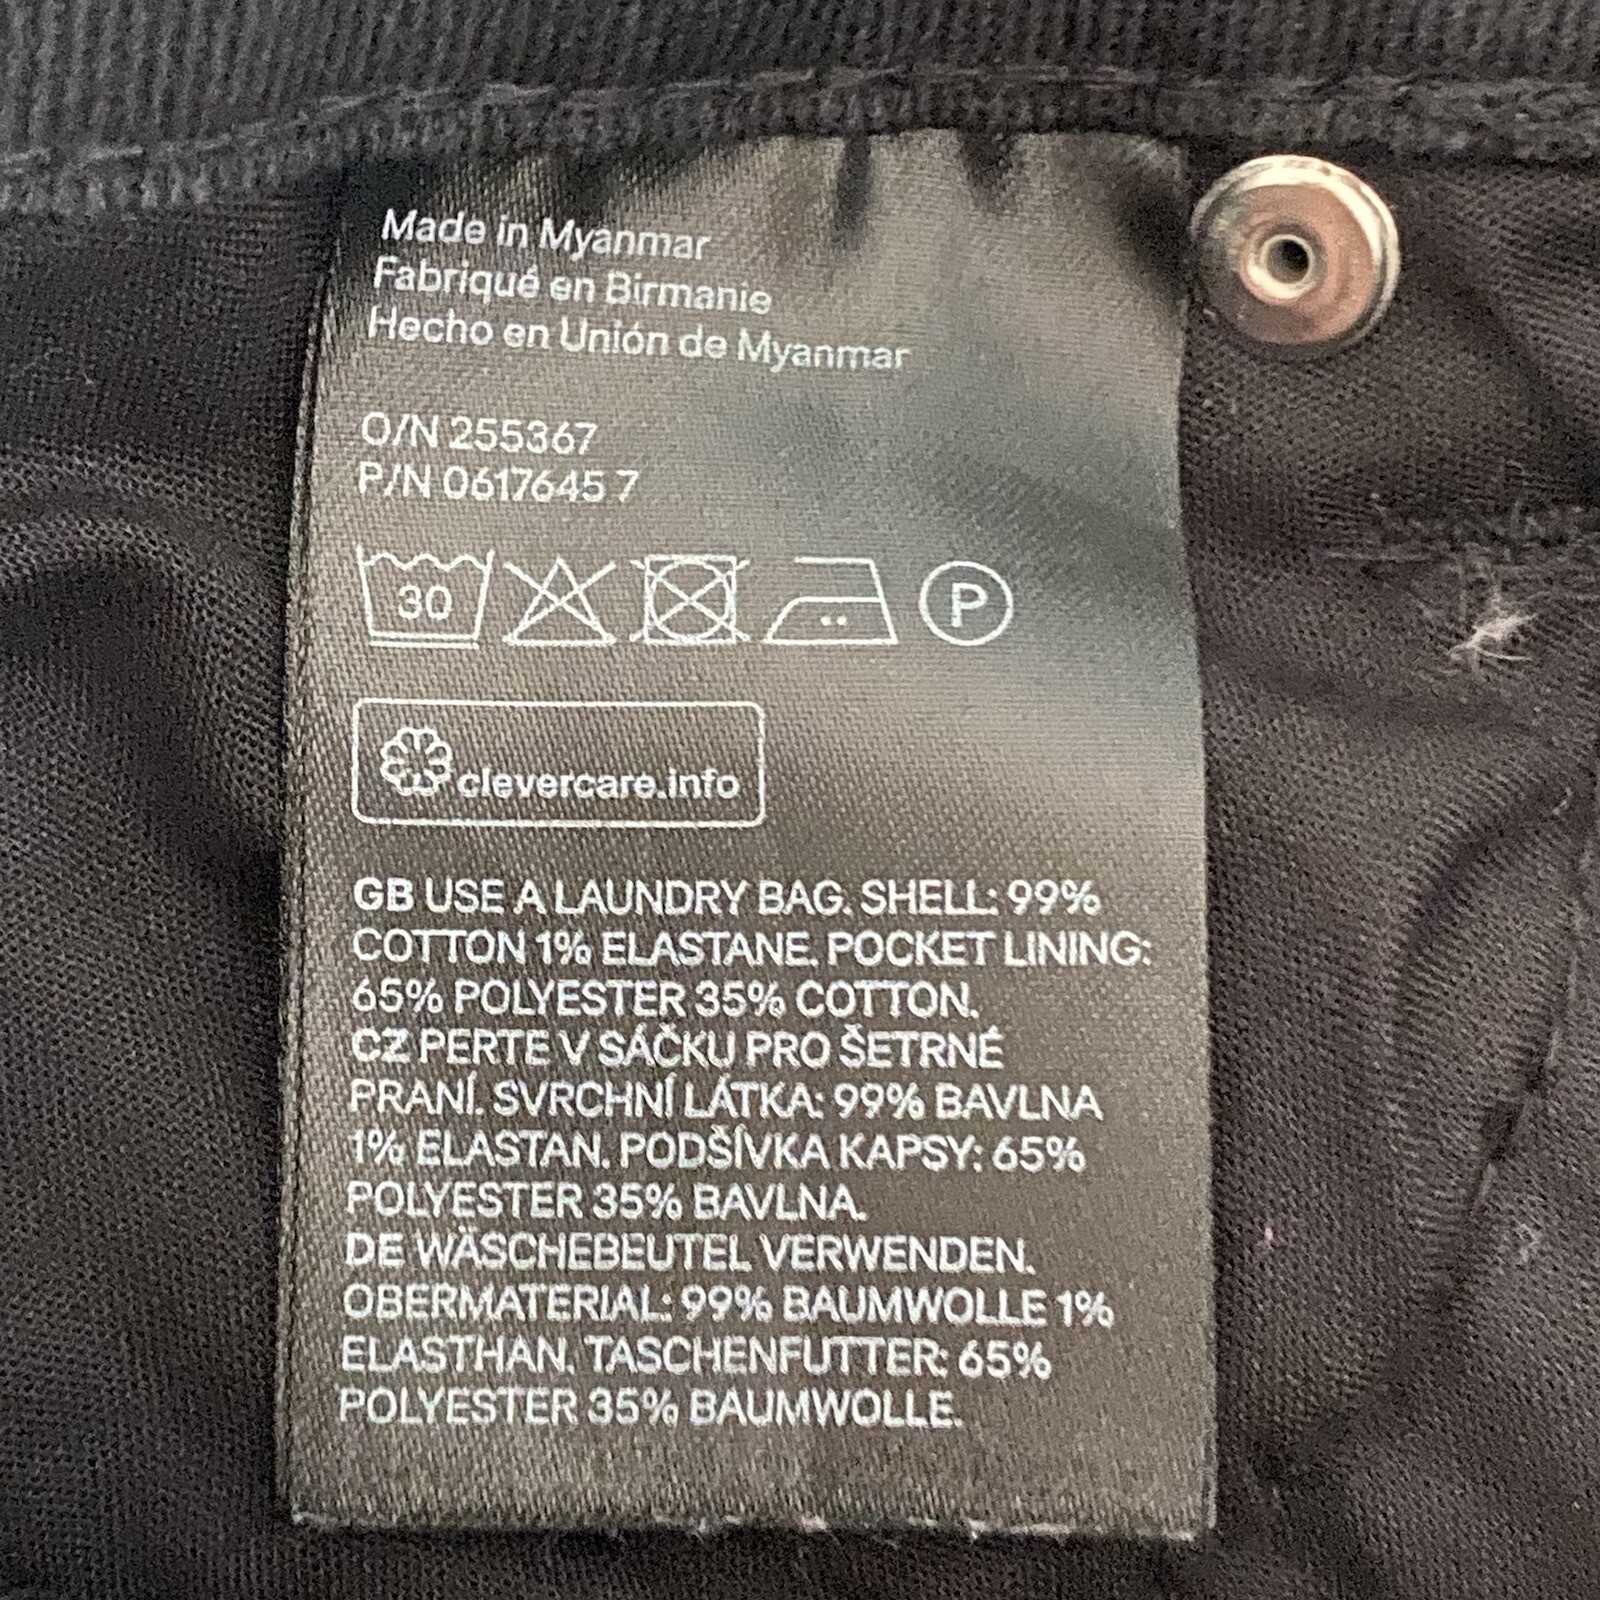 Made in Myanmar
Fabriqué en Birmanie
Hecho en Unión de Myanmar
O/N 255367
P/N 0617645 7
30 P
clevercare.info
GB USE A LAUNDRY BAG. SHELL: 99%
COTTON 1% ELASTANE. POCKET LINING:
65% POLYESTER 35% COTTON.
CZ PERTE V SÁČKU PRO ŠETRNÉ
PRANÍ. SVRCHNÍ LÁTKA: 99% BAVLNA
1% ELASTAN. PODŠÍVKA KAPSY: 65%
POLYESTER 35% BAVLNA.
DE WÄSCHEBEUTEL VERWENDEN.
OBERMATERIAL: 99% BAUMWOLLE 1%
ELASTHAN. TASCHENFUTTER: 65%
POLYESTER 35% BAUMWOLLE.